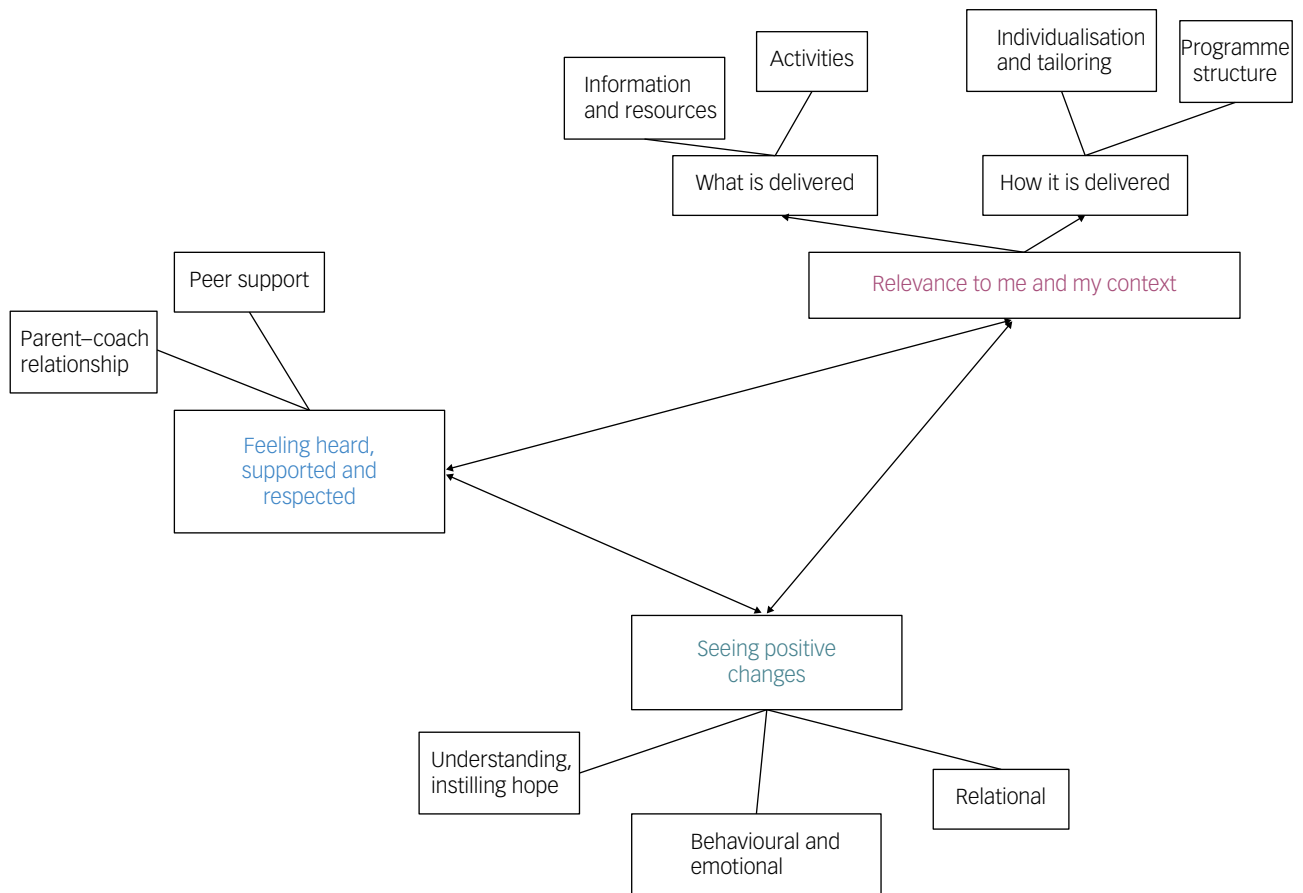 Individualisation
and tailoring
Programme
structure
Activities
Information
and resources
What is delivered
How it is delivered
Relevance to me and my context
Peer support
Parent–coach
relationship
Feeling heard,
supported and
respected
Seeing positive
changes
Understanding,
instilling hope
Relational
Behavioural and
emotional